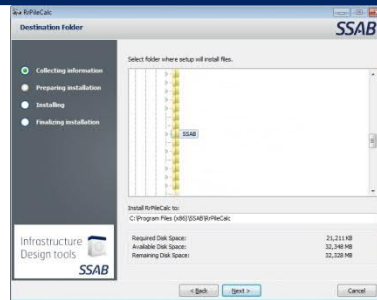 RrPileCalc
Destination Folder
SSAB
Select folder where setup will install files.
Collecting information
Preparing installation
Installing
Finalizing installation
SSAB
Install RrPileCalc to:
C:\Program Files (x86)\SSAB\RrPileCalc
Required Disk Space: 21,211 KB
Available Disk Space: 32,348 MB
Remaining Disk Space: 32,328 MB
Infrastructure
Design tools
SSAB
< Back Next > Cancel